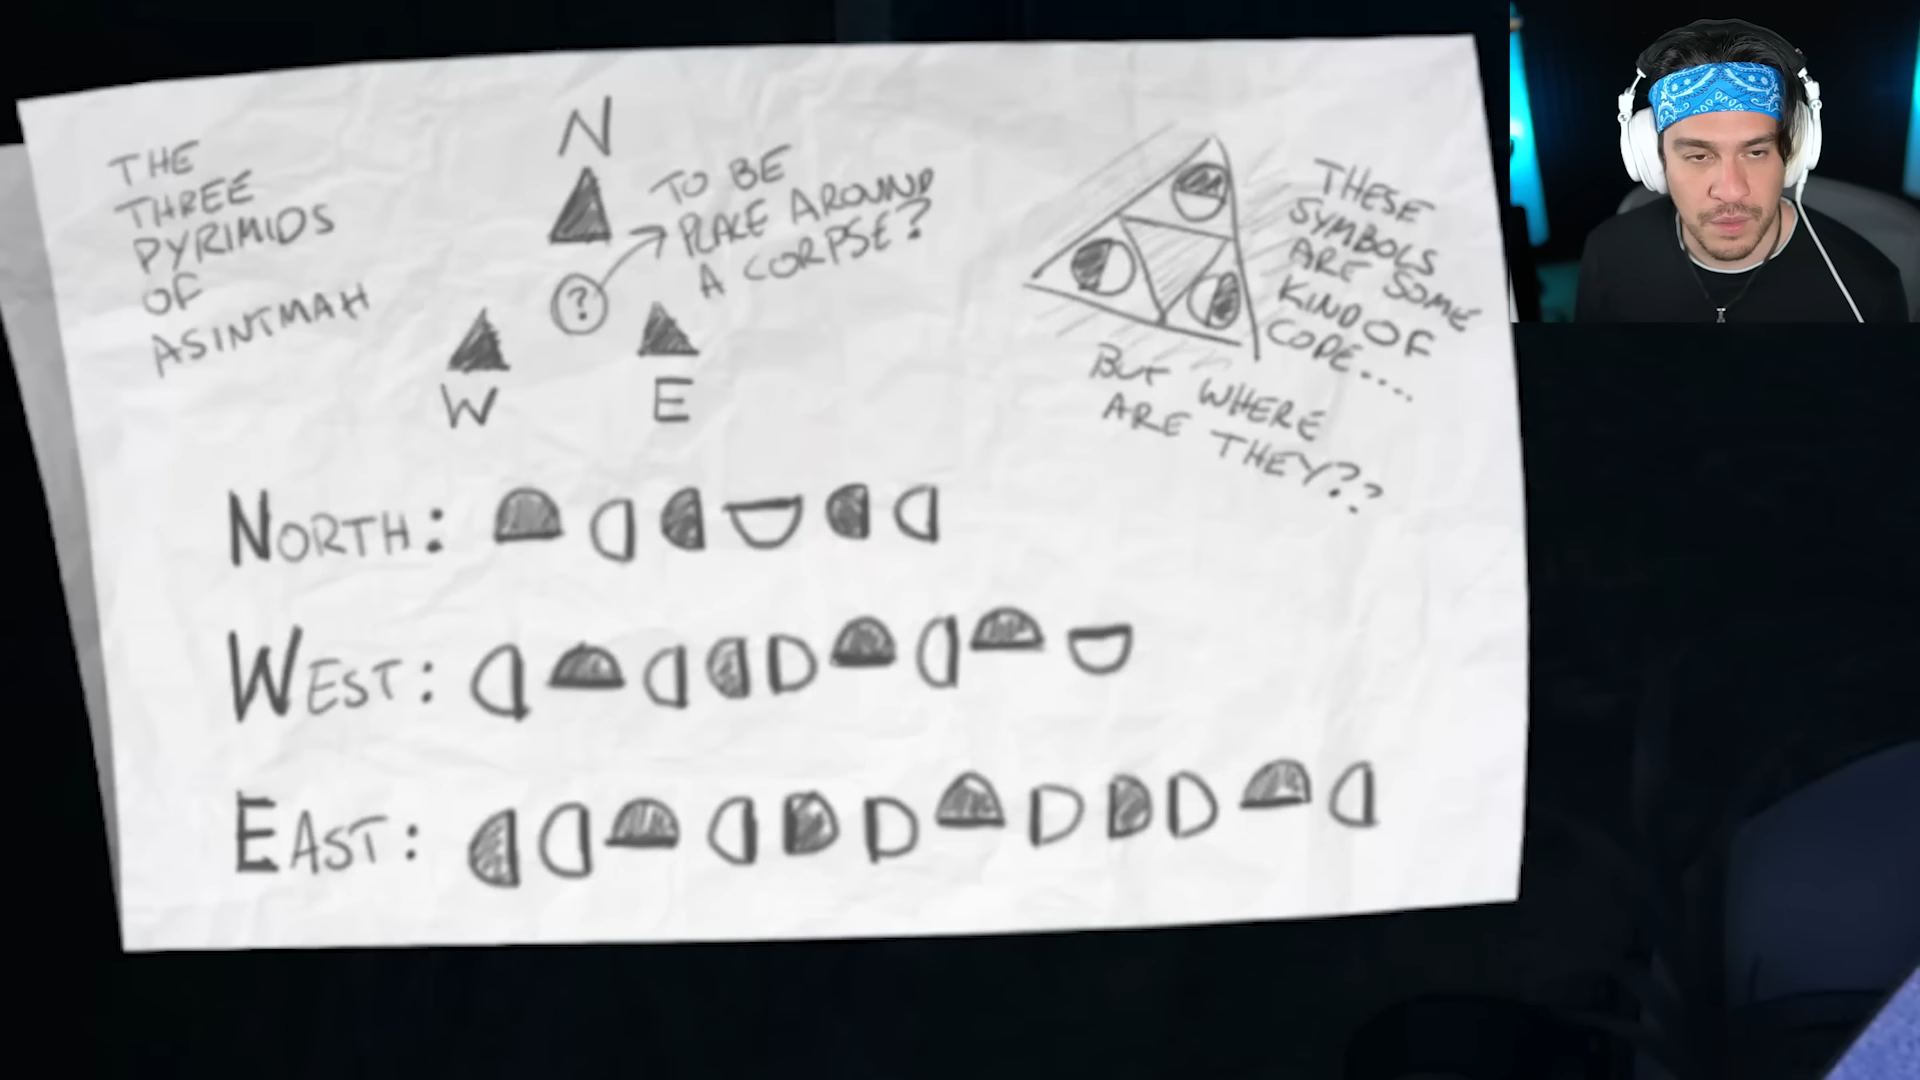 THE
THREE
PYRIMIDS
OF
ASINTMAH
N
TO BE
PLACE AROUND
A CORPSE?
?
W
E
THESE
SYMBOLS
ARE SOME
KIND OF
CODE....
BUT WHERE
ARE THEY??
NORTH:
WEST:
EAST: